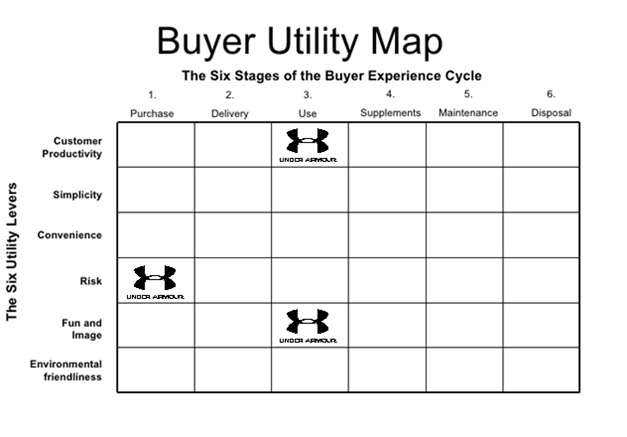 Buyer Utility Map
The Six Stages of the Buyer Experience Cycle
1. 2. 3. 4. 5. 6.
Purchase Delivery Use Supplements Maintenance Disposal
The Six Utility Levers
Customer
Productivity
UNDER ARMOUR.
Simplicity
Convenience
Risk
UNDER ARMOUR.
Fun and
Image
UNDER ARMOUR.
Environmental
friendliness